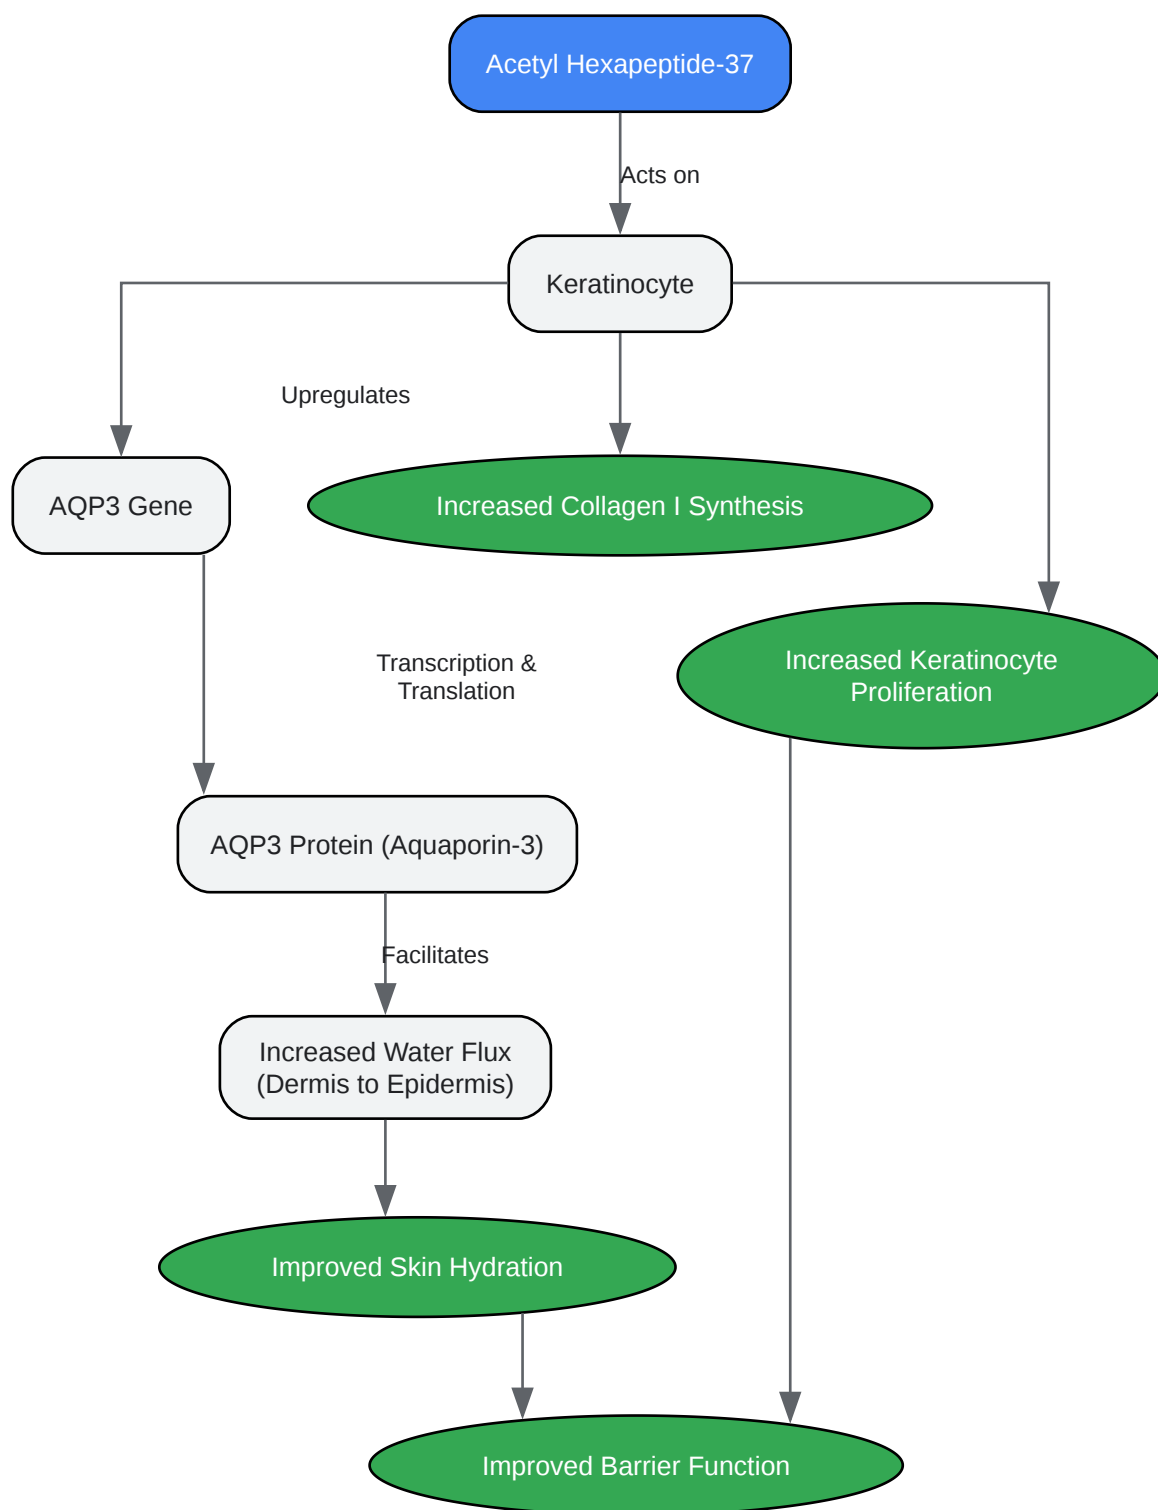 Acetyl Hexapeptide-37
Acts on
Keratinocyte
Upregulates
AQP3 Gene
Increased Collagen I Synthesis
Increased Keratinocyte
Proliferation
Transcription &
Translation
AQP3 Protein (Aquaporin-3)
Facilitates
Increased Water Flux
(Dermis to Epidermis)
Improved Skin Hydration
Improved Barrier Function